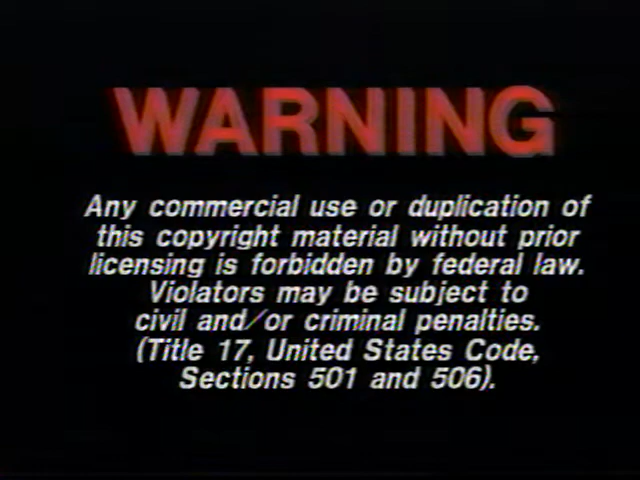 WARNING
Any commercial use or duplication of
this copyright material without prior
licensing is forbidden by federal law.
Violators may be subject to
civil and/or criminal penalties.
(Title 17, United States Code,
Sections 501 and 506).